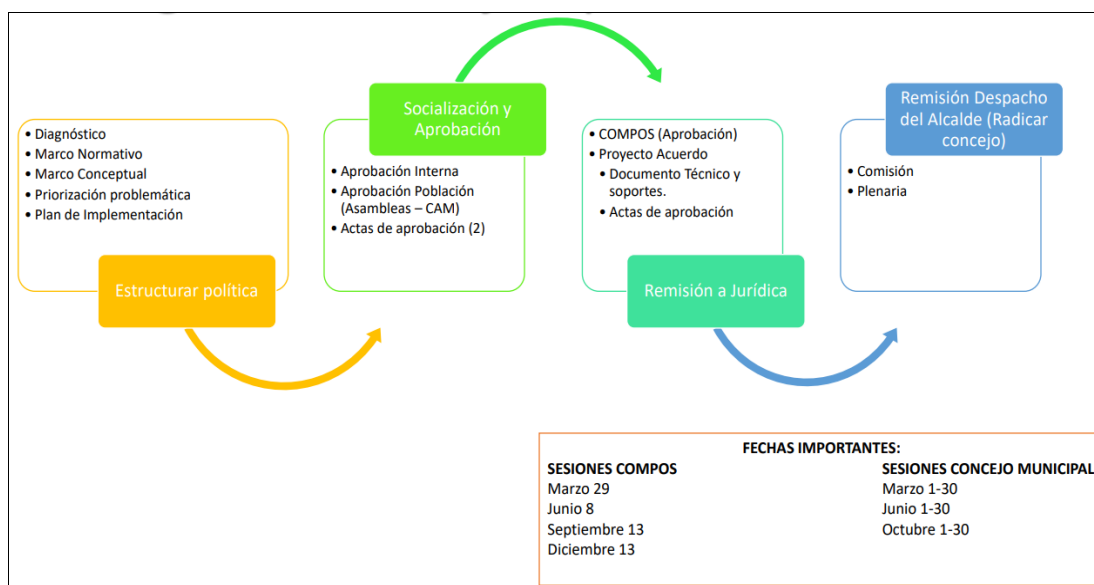 • Diagnóstico
• Marco Normativo
• Marco Conceptual
• Priorización problemática
• Plan de Implementación
Estructurar política
Socialización y
Aprobación
• Aprobación Interna
• Aprobación Población
(Asambleas – CAM)
• Actas de aprobación (2)
• COMPOS (Aprobación)
• Proyecto Acuerdo
• Documento Técnico y
soportes.
• Actas de aprobación
Remisión a Jurídica
Remisión Despacho
del Alcalde (Radicar
concejo)
• Comisión
• Plenaria
FECHAS IMPORTANTES:
SESIONES COMPOS
Marzo 29
Junio 8
Septiembre 13
Diciembre 13
SESIONES CONCEJO MUNICIPAL
Marzo 1-30
Junio 1-30
Octubre 1-30